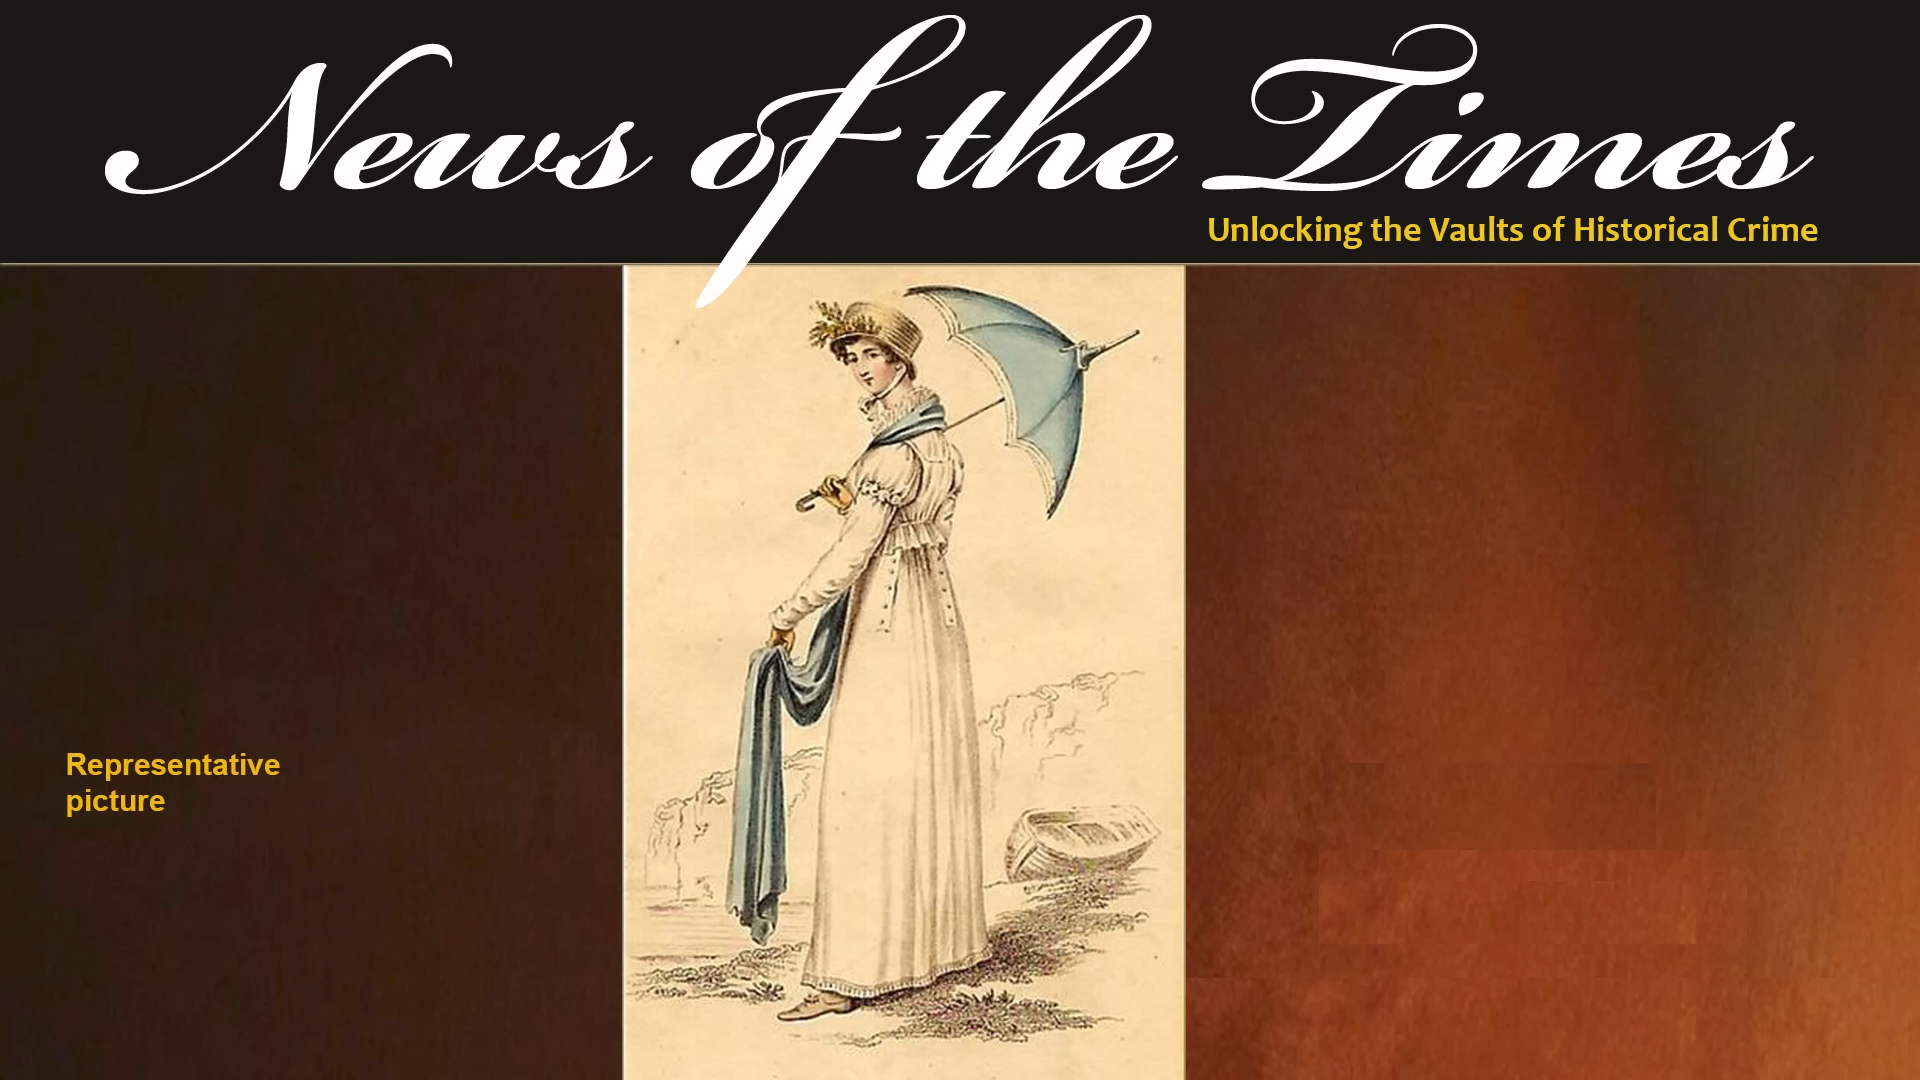 News of the Times
Unlocking the Vaults of Historical Crime
Representative
picture